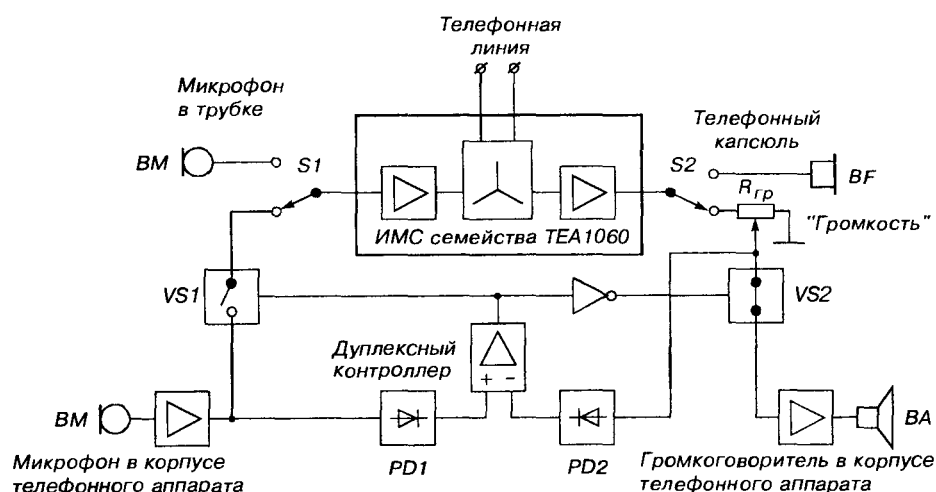 Телефонная
линия
Микрофон
в трубке
BM
S1
S2
Телефонный
капсюль
BF
Rгр
"Громкость"
ИМС семейства TEA1060
VS1
VS2
Дуплексный
контроллер
+ -
BM
PD1
PD2
BA
Микрофон в корпусе
телефонного аппарата
Громкоговоритель в корпусе
телефонного аппарата